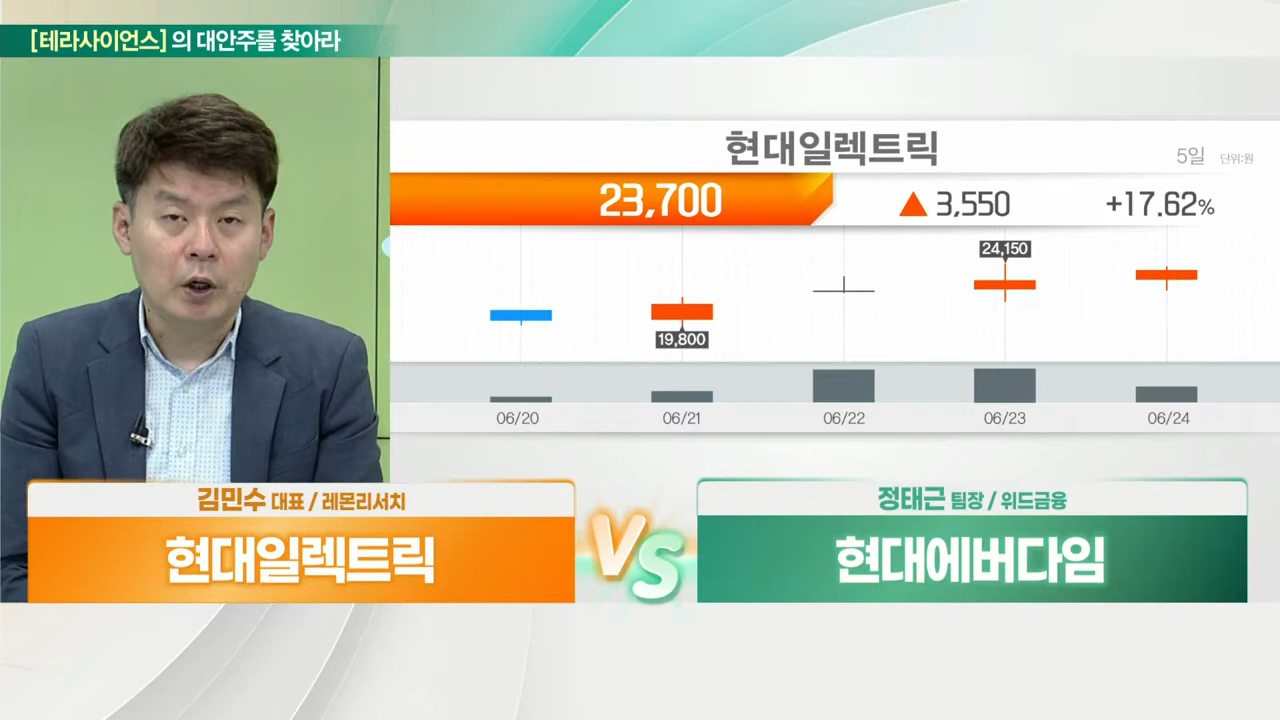 [테라사이언스]의 대안주를 찾아라
현대일렉트릭
5일 단위:원
23,700 ▲ 3,550 +17.62%
24,150
19,800
06/20 06/21 06/22 06/23 06/24
김민수 대표 / 레몬리서치
현대일렉트릭
VS
정태근 팀장 / 위드금융
현대에버다임